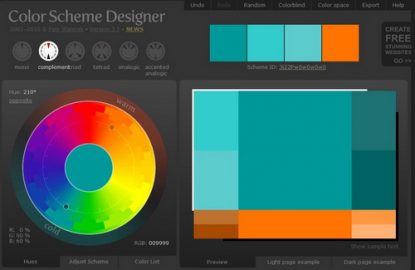 Undo Redo Random Colorblind Color space Export Help
Color Scheme Designer
NEWS
CREATE
FREE
STUNNING
WEBSITES
GO >>
mono complement triad tetrad analogic accented
analogic
Scheme ID:
Hue: 210°
opposite
warm
cold
R: 0 %
G: 60 %
B: 60 %
RGB: 009999
Show sample text
Hues Adjust Scheme Color List
Preview Light page example Dark page example